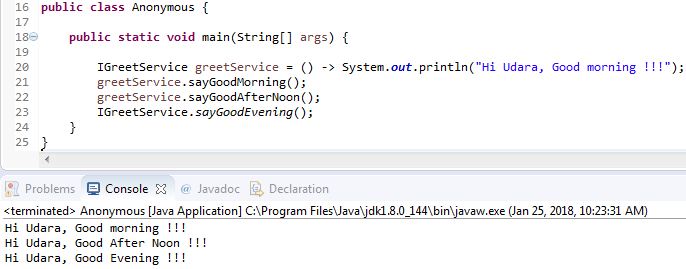 16 public class Anonymous {
17
18 public static void main(String[] args) {
19
20 IGreetService greetService = () -> System.out.println("Hi Udara, Good morning !!!");
21 greetService.sayGoodMorning();
22 greetService.sayGoodAfterNoon();
23 IGreetService.sayGoodEvening();
24 }
25 }
Problems Console Javadoc Declaration
<terminated> Anonymous [Java Application] C:\Program Files\Java\jdk1.8.0_144\bin\javaw.exe (Jan 25, 2018, 10:23:31 AM)
Hi Udara, Good morning !!!
Hi Udara, Good After Noon !!!
Hi Udara, Good Evening !!!